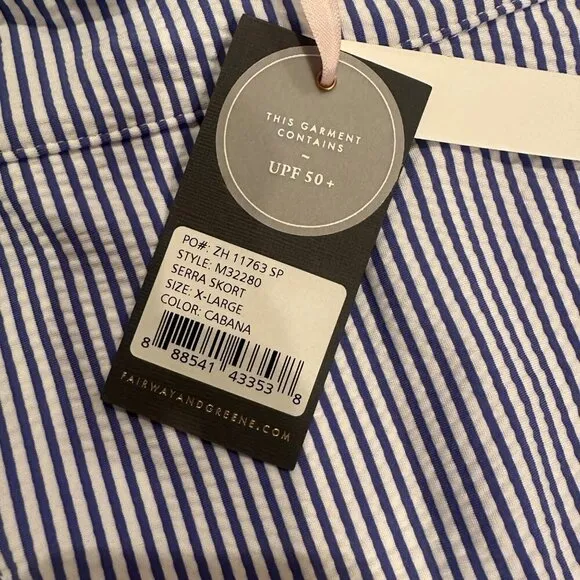 THIS GARMENT
CONTAINS
~
UPF 50+
PO#: ZH 11763 SP
STYLE: M32280
SERRA SKORT
SIZE: X-LARGE
COLOR: CABANA
8 88541 43353 8
FAIRWAYANDGREENE.COM